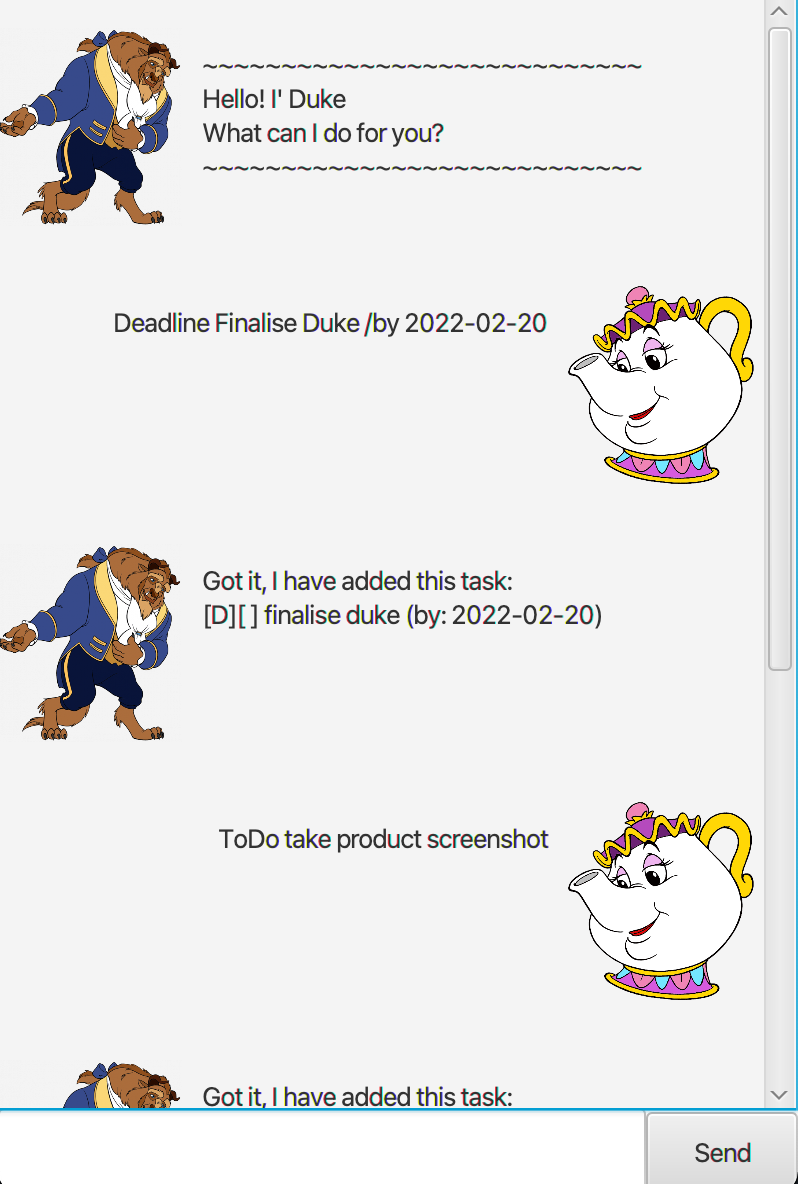 ~~~~~~~~~~~~~~~~~~~~~~~~~~~~
Hello! I' Duke
What can I do for you?
~~~~~~~~~~~~~~~~~~~~~~~~~~~~
Deadline Finalise Duke /by 2022-02-20
Got it, I have added this task:
[D][ ] finalise duke (by: 2022-02-20)
ToDo take product screenshot
Got it, I have added this task:
Send